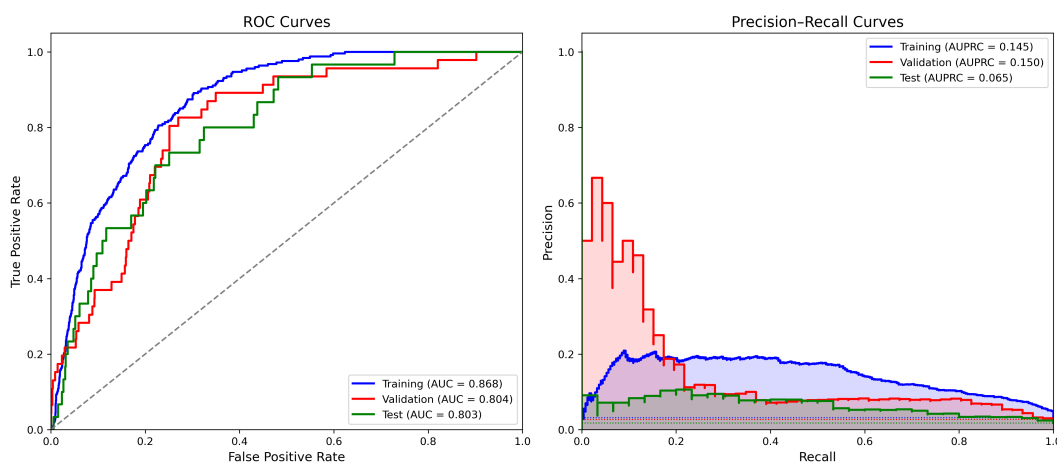 ROC Curves
True Positive Rate
1.0
0.8
0.6
0.4
0.2
0.0
0.0 0.2 0.4 0.6 0.8 1.0
False Positive Rate
Training (AUC = 0.868)
Validation (AUC = 0.804)
Test (AUC = 0.803)
Precision–Recall Curves
Precision
1.0
0.8
0.6
0.4
0.2
0.0
0.0 0.2 0.4 0.6 0.8 1.0
Recall
Training (AUPRC = 0.145)
Validation (AUPRC = 0.150)
Test (AUPRC = 0.065)